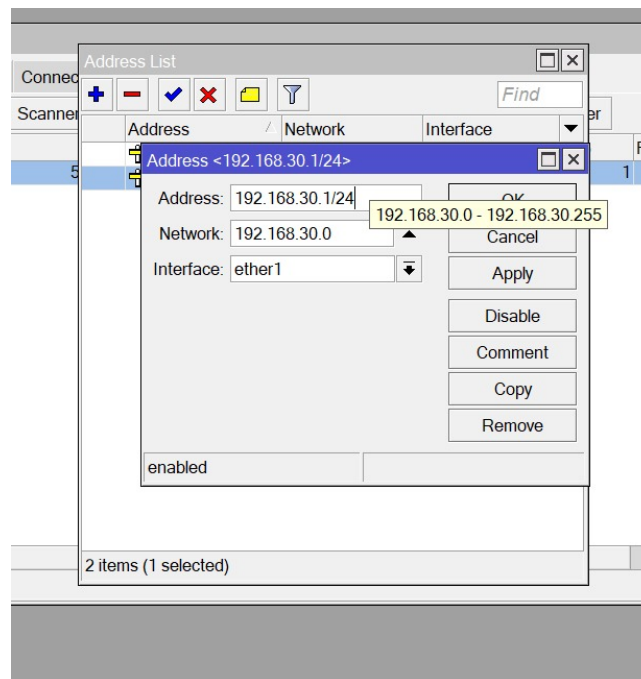 Address List
Connec
Find
Scanner
er
Address
Network
Interface
Address <192.168.30.1/24>
5
1
Address:
192.168.30.1/24
OK
192.168.30.0 - 192.168.30.255
Network:
192.168.30.0
Cancel
Interface:
ether1
Apply
Disable
Comment
Copy
Remove
enabled
2 items (1 selected)